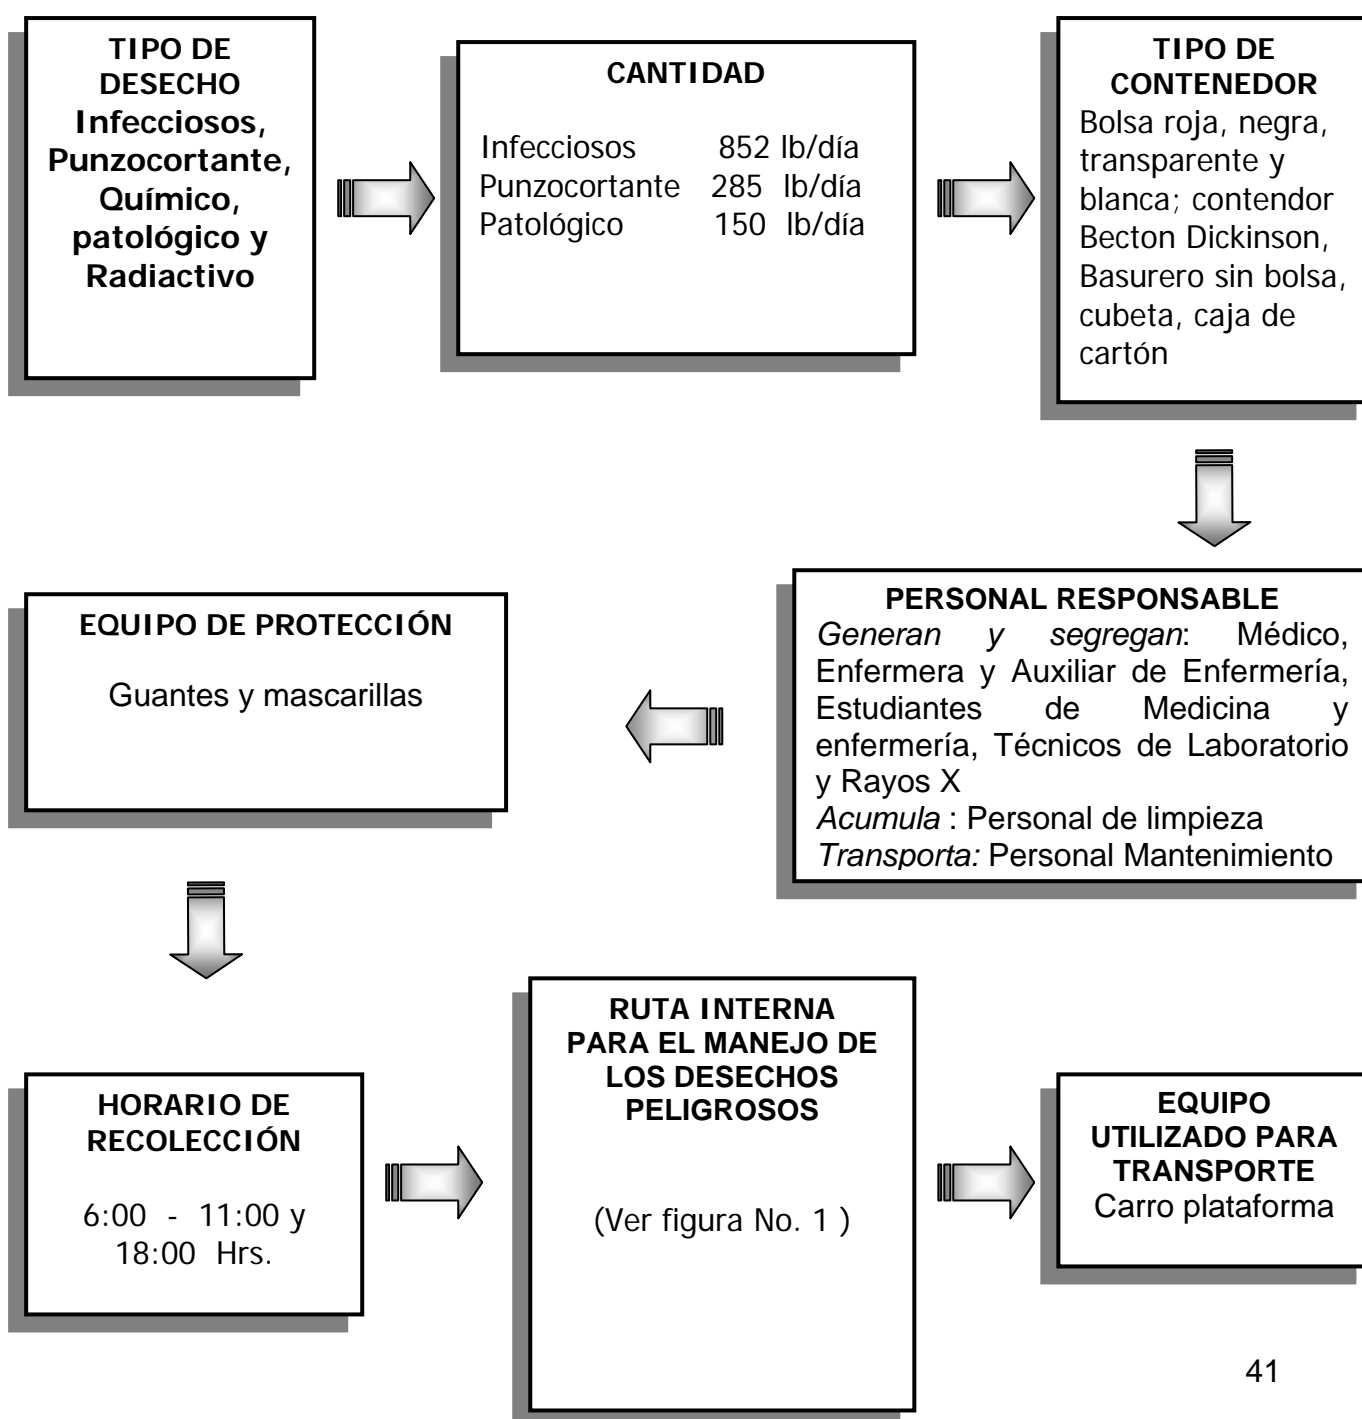 TIPO DE
DESECHO
Infecciosos,
Punzocortante,
Químico,
patológico y
Radiactivo
CANTIDAD
Infecciosos 852 lb/día
Punzocortante 285 lb/día
Patológico 150 lb/día
TIPO DE
CONTENEDOR
Bolsa roja, negra,
transparente y
blanca; contendor
Becton Dickinson,
Basurero sin bolsa,
cubeta, caja de
cartón
PERSONAL RESPONSABLE
Generan y segregan: Médico,
Enfermera y Auxiliar de Enfermería,
Estudiantes de Medicina y
enfermería, Técnicos de Laboratorio
y Rayos X
Acumula : Personal de limpieza
Transporta: Personal Mantenimiento
EQUIPO DE PROTECCIÓN
Guantes y mascarillas
HORARIO DE
RECOLECCIÓN
6:00 - 11:00 y
18:00 Hrs.
RUTA INTERNA
PARA EL MANEJO DE
LOS DESECHOS
PELIGROSOS
(Ver figura No. 1 )
EQUIPO
UTILIZADO PARA
TRANSPORTE
Carro plataforma
41